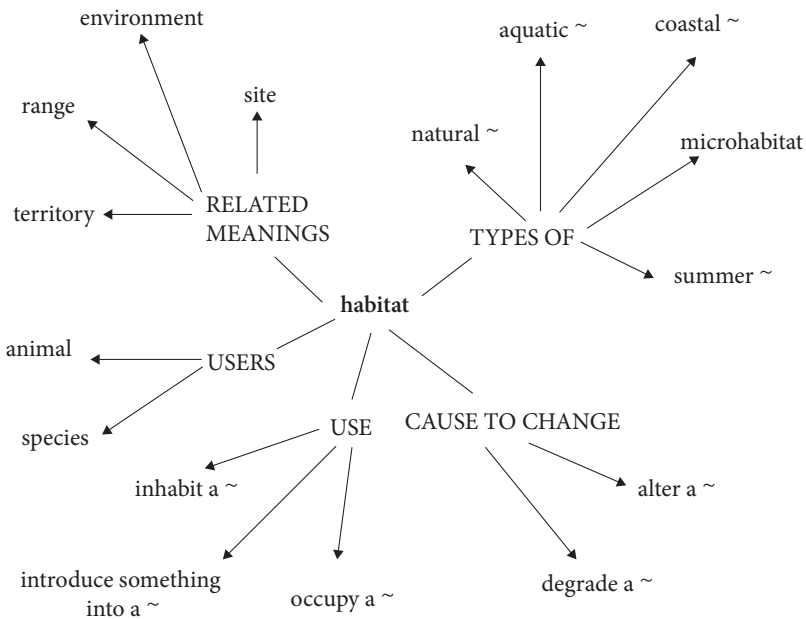 environment
aquatic ~
coastal ~
range
site
natural ~
microhabitat
territory
RELATED
MEANINGS
TYPES OF
summer ~
habitat
animal
USERS
species
USE
CAUSE TO CHANGE
inhabit a ~
alter a ~
introduce something
into a ~
occupy a ~
degrade a ~